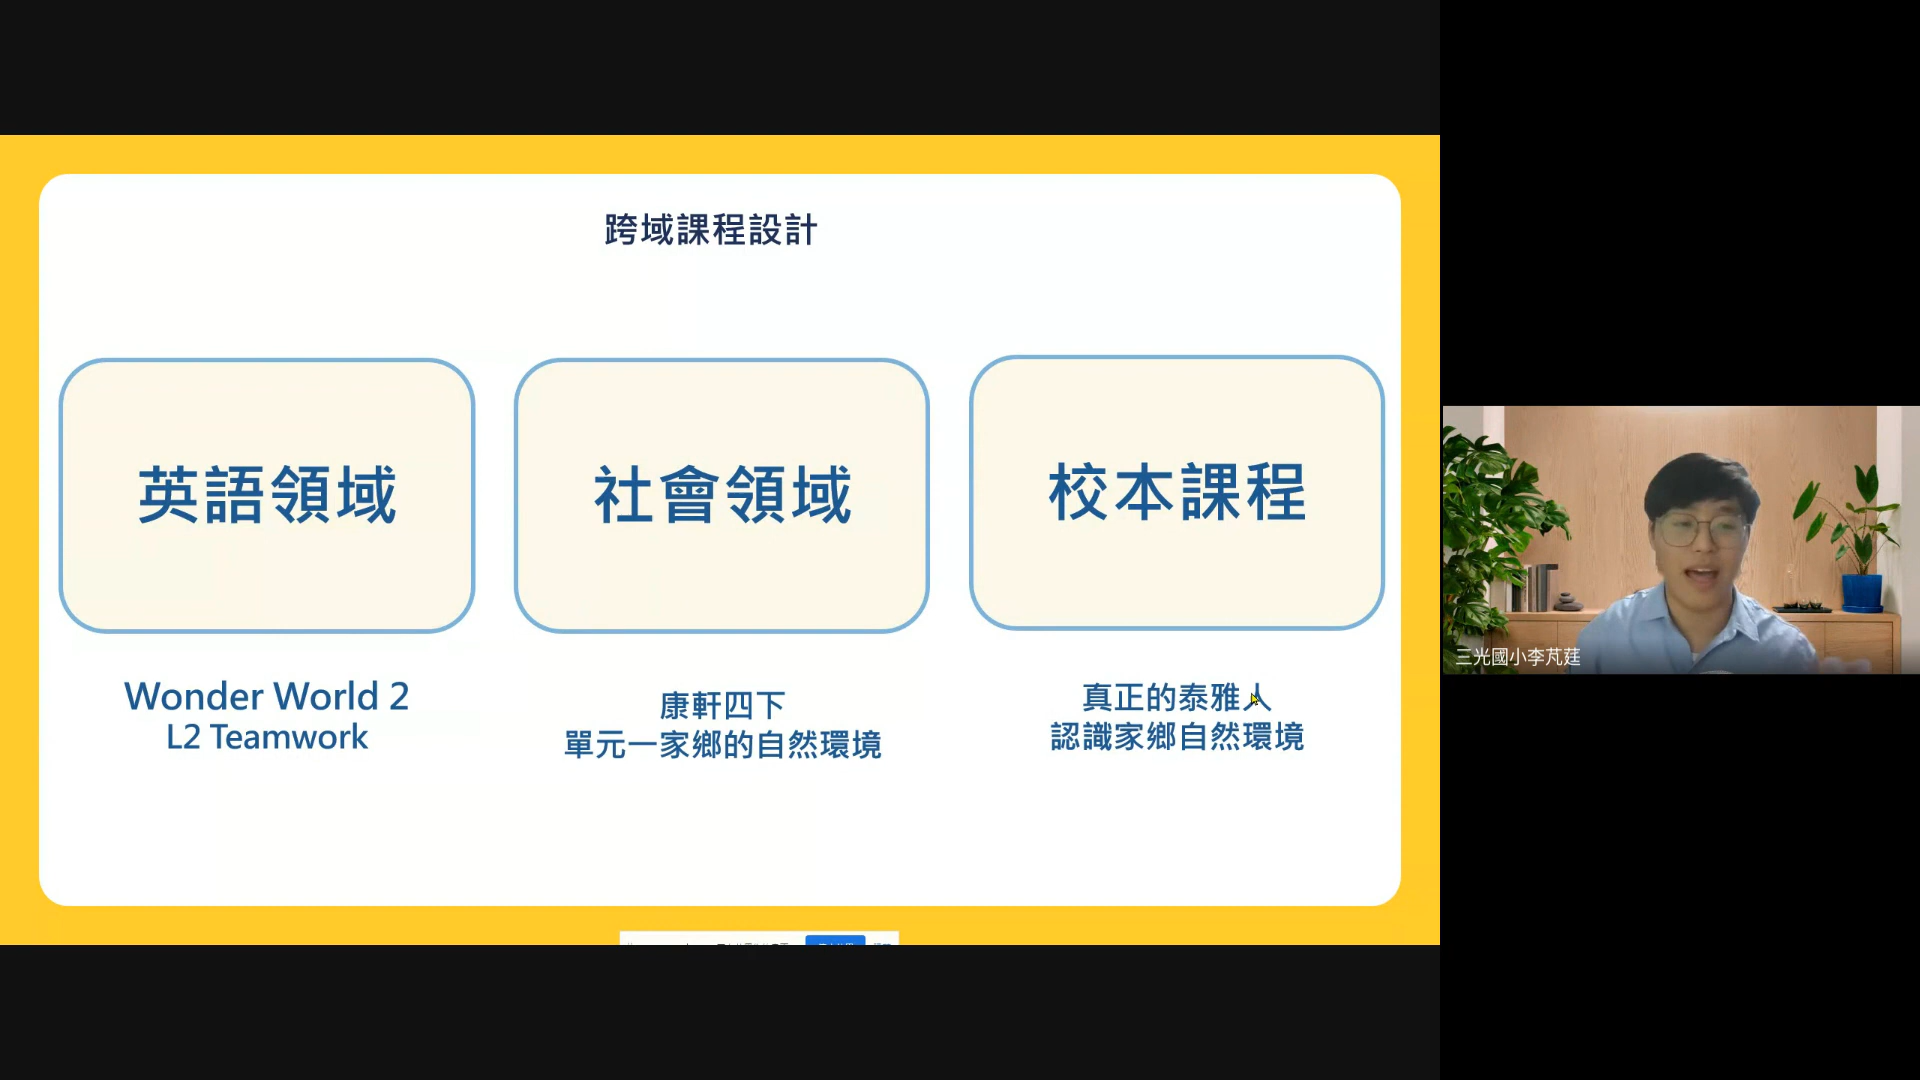 跨域課程設計
英語領域
社會領域
校本課程
Wonder World 2
L2 Teamwork
康軒四下
單元一家鄉的自然環境
真正的泰雅人
認識家鄉自然環境
三光國小李芃莛